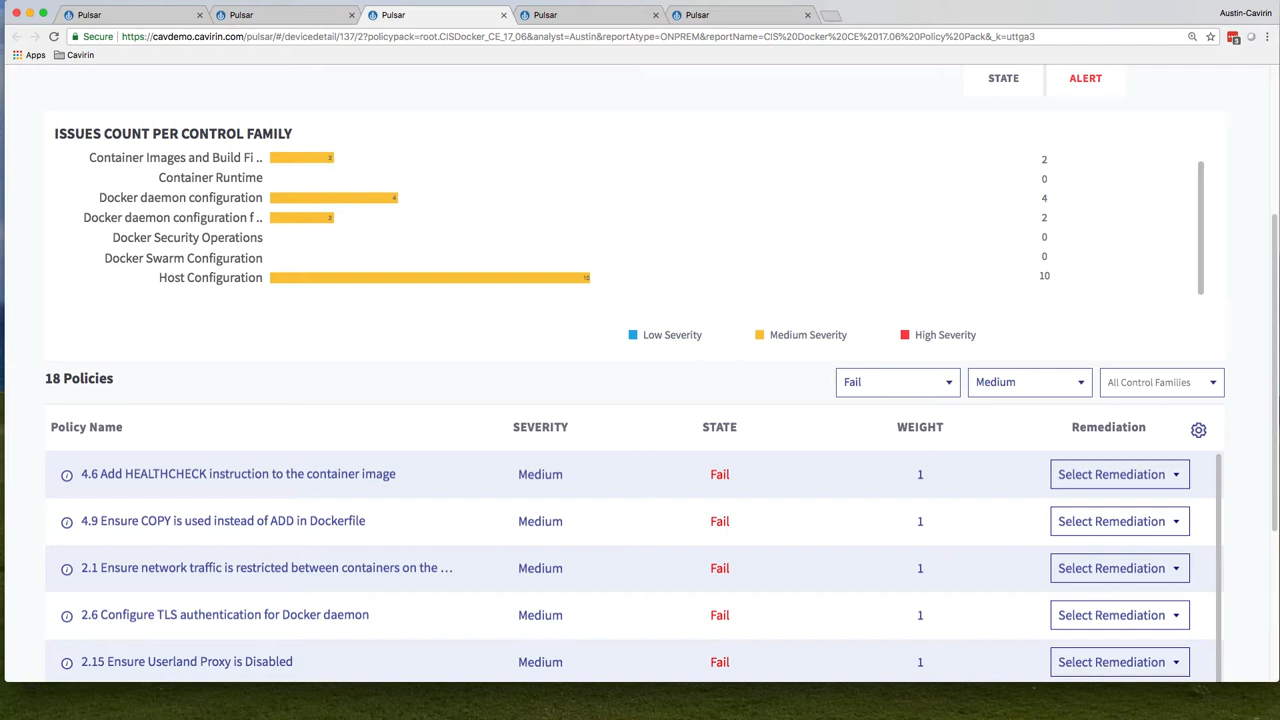 Pulsar
Pulsar
Pulsar
Pulsar
Pulsar
Austin-Cavirin
Secure
https://cavdemo.cavirin.com/pulsar/#/devicedetail/137/2?policypack=root.CISDocker_CE_17_06&analyst=Austin&reportAtype=ONPREM&reportName=CIS%20Docker%20CE%2017.06%20Policy%20Pack&_k=uttga3
3
Apps Cavirin
STATE ALERT
ISSUES COUNT PER CONTROL FAMILY
Container Images and Build Fi .. 2 2
Container Runtime 0
Docker daemon configuration 4 4
Docker daemon configuration f .. 2 2
Docker Security Operations 0
Docker Swarm Configuration 0
Host Configuration 10 10
Low Severity Medium Severity High Severity
18 Policies Fail Medium All Control Families
Policy Name SEVERITY STATE WEIGHT Remediation
4.6 Add HEALTHCHECK instruction to the container image Medium Fail 1 Select Remediation
4.9 Ensure COPY is used instead of ADD in Dockerfile Medium Fail 1 Select Remediation
2.1 Ensure network traffic is restricted between containers on the ... Medium Fail 1 Select Remediation
2.6 Configure TLS authentication for Docker daemon Medium Fail 1 Select Remediation
2.15 Ensure Userland Proxy is Disabled Medium Fail 1 Select Remediation